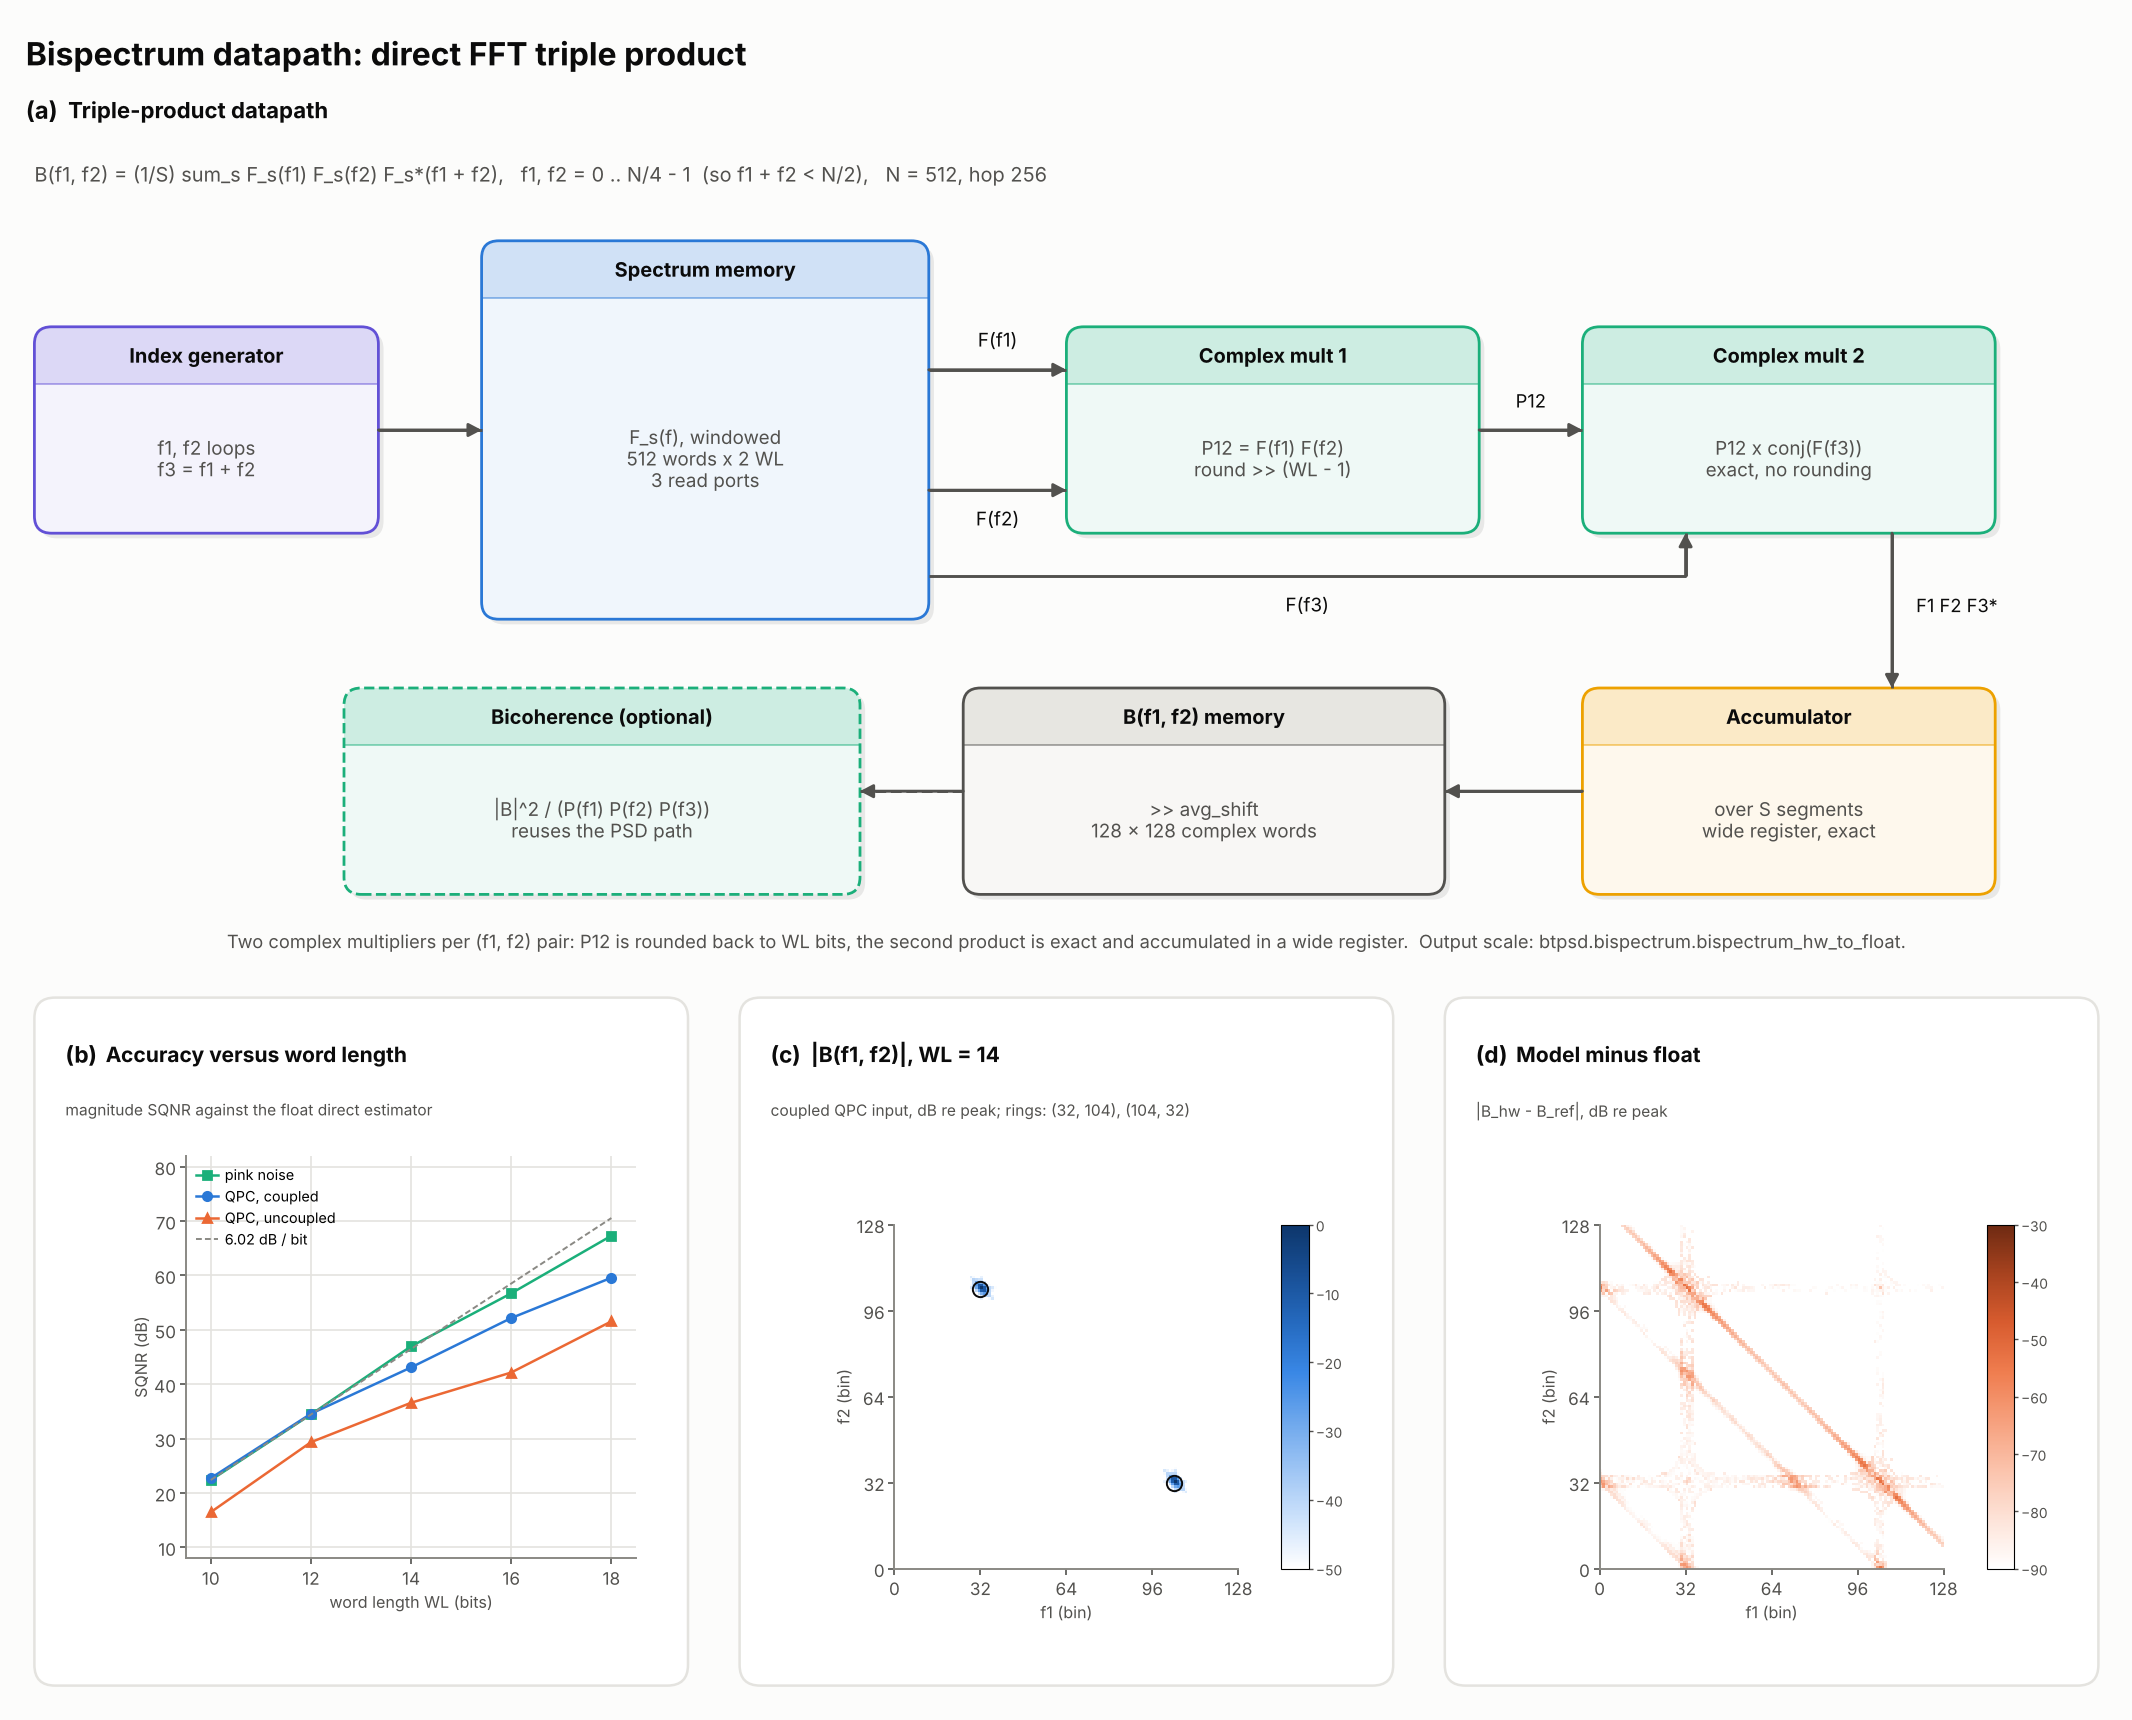 Bispectrum datapath: direct FFT triple product
(a) Triple-product datapath
B(f1, f2) = (1/S) sum_s F_s(f1) F_s(f2) F_s*(f1 + f2),   f1, f2 = 0 .. N/4 - 1  (so f1 + f2 < N/2),   N = 512, hop 256
Index generator
f1, f2 loops
f3 = f1 + f2
Spectrum memory
F_s(f), windowed
512 words x 2 WL
3 read ports
F(f1)
F(f2)
F(f3)
Complex mult 1
P12 = F(f1) F(f2)
round >> (WL - 1)
P12
Complex mult 2
P12 x conj(F(f3))
exact, no rounding
F1 F2 F3*
Bicoherence (optional)
|B|^2 / (P(f1) P(f2) P(f3))
reuses the PSD path
B(f1, f2) memory
>> avg_shift
128 × 128 complex words
Accumulator
over S segments
wide register, exact
Two complex multipliers per (f1, f2) pair: P12 is rounded back to WL bits, the second product is exact and accumulated in a wide register.  Output scale: btpsd.bispectrum.bispectrum_hw_to_float.
(b) Accuracy versus word length
magnitude SQNR against the float direct estimator
pink noise
QPC, coupled
QPC, uncoupled
6.02 dB / bit
80
70
60
50
40
30
20
10
SQNR (dB)
10 12 14 16 18
word length WL (bits)
(c) |B(f1, f2)|, WL = 14
coupled QPC input, dB re peak; rings: (32, 104), (104, 32)
128
96
64
32
0
f2 (bin)
0 32 64 96 128
f1 (bin)
0
−10
−20
−30
−40
−50
(d) Model minus float
|B_hw - B_ref|, dB re peak
128
96
64
32
0
f2 (bin)
0 32 64 96 128
f1 (bin)
−30
−40
−50
−60
−70
−80
−90